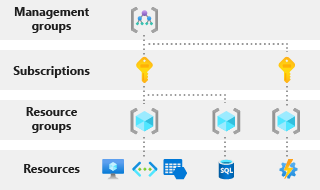 Management
groups
Subscriptions
Resource
groups
Resources
SQL